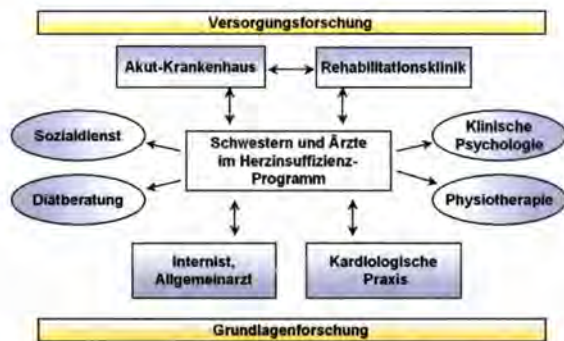 Versorgungsforschung
Akut-Krankenhaus
Rehabilitationsklinik
Sozialdienst
Schwestern und Ärzte
im Herzinsuffizienz-
Programm
Klinische
Psychologie
Diätberatung
Physiotherapie
Internist,
Allgemeinarzt
Kardiologische
Praxis
Grundlagenforschung